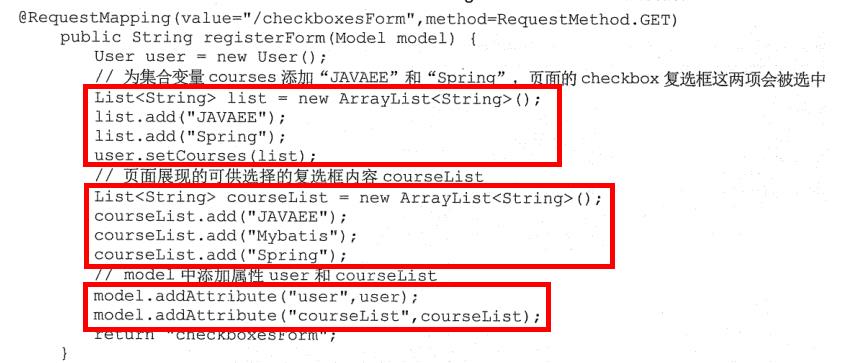 @RequestMapping(value="/checkboxesForm",method=RequestMethod.GET)
public String registerForm(Model model) {
User user = new User();
// 为集合变量 courses 添加“JAVAEE”和“Spring”，页面的 checkbox 复选框这两项会被选中
List<String> list = new ArrayList<String>();
list.add("JAVAEE");
list.add("Spring");
user.setCourses(list);
// 页面展现的可供选择的复选框内容 courseList
List<String> courseList = new ArrayList<String>();
courseList.add("JAVAEE");
courseList.add("Mybatis");
courseList.add("Spring");
// model 中添加属性 user 和 courseList
model.addAttribute("user",user);
model.addAttribute("courseList",courseList);
return "checkboxesForm";
}